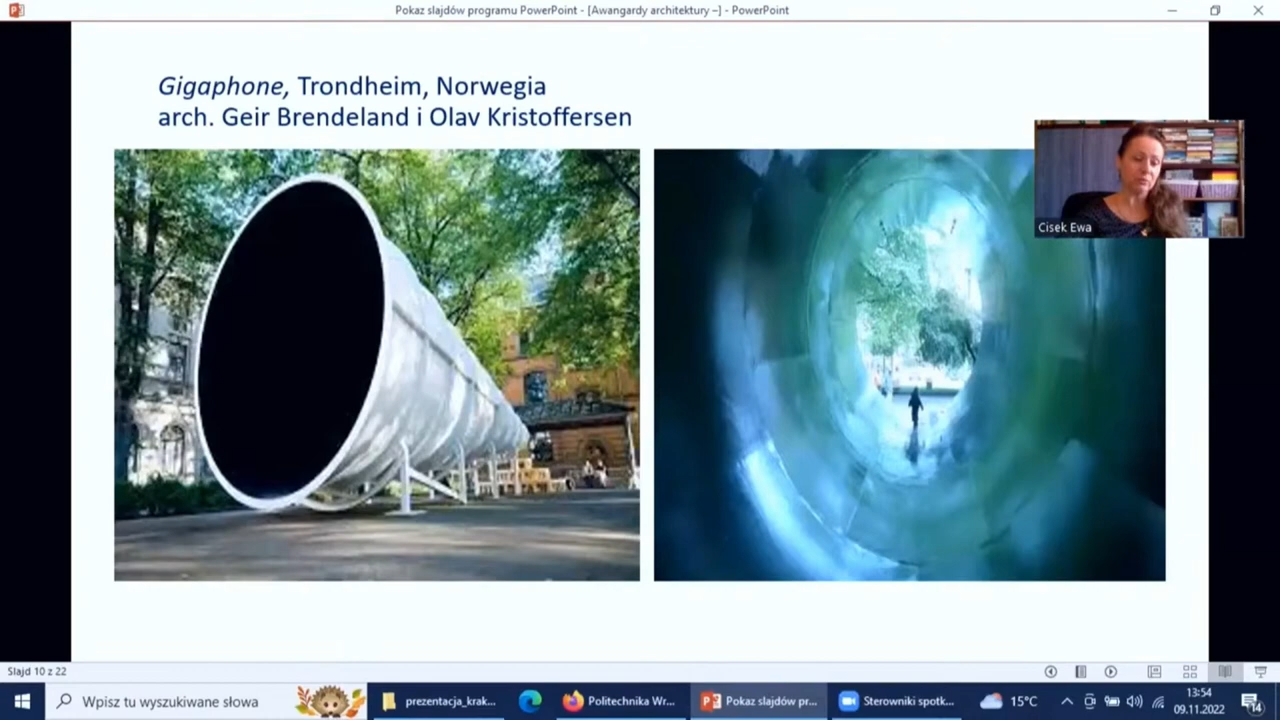 Pokaz slajdów programu PowerPoint - [Awangardy architektury –] - PowerPoint
Gigaphone, Trondheim, Norwegia
arch. Geir Brendeland i Olav Kristoffersen
Cisek Ewa
Slajd 10 z 22
Wpisz tu wyszukiwane słowa
prezentacja_krak...
Politechnika Wr...
Pokaz slajdów pr...
Sterowniki spotk...
15°C
13:54
09.11.2022
14